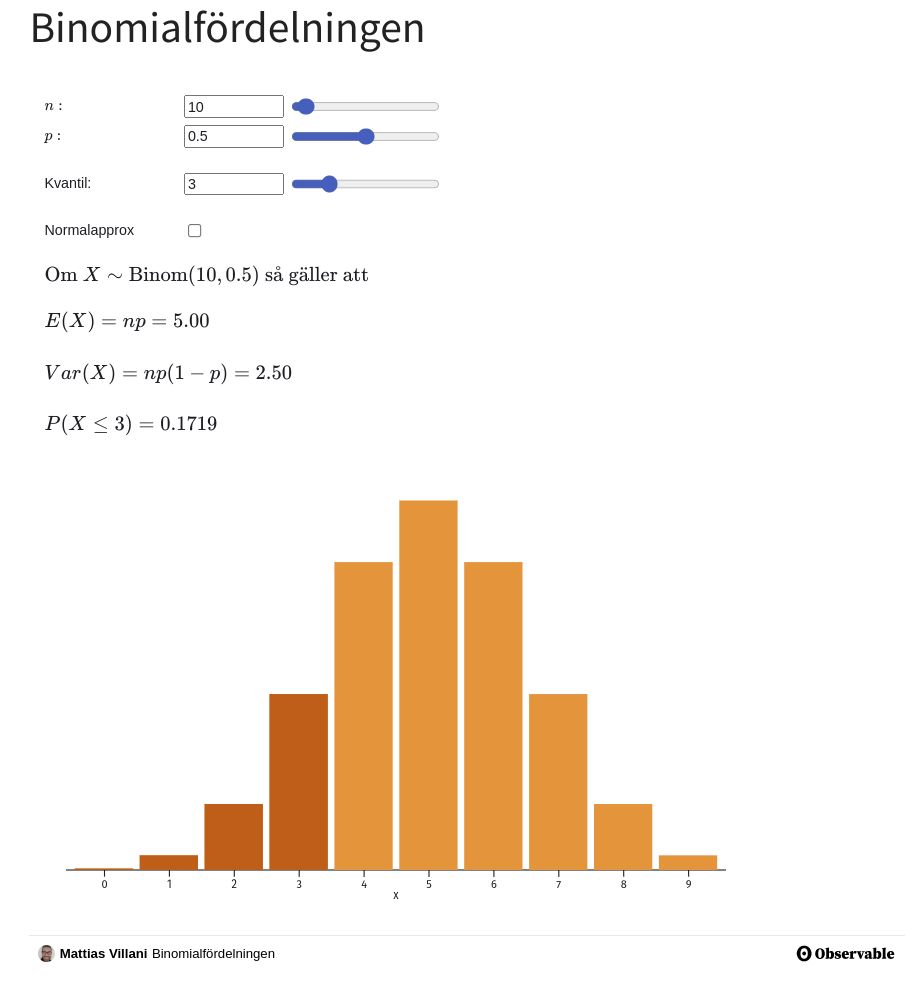 Binomialfördelningen
n :
10
p :
0.5
Kvantil:
3
Normalapprox
Om X ∼ Binom(10, 0.5) så gäller att
E(X) = np = 5.00
Var(X) = np(1 − p) = 2.50
P(X ≤ 3) = 0.1719
0 1 2 3 4 5 6 7 8 9
x
Mattias Villani Binomialfördelningen
Observable